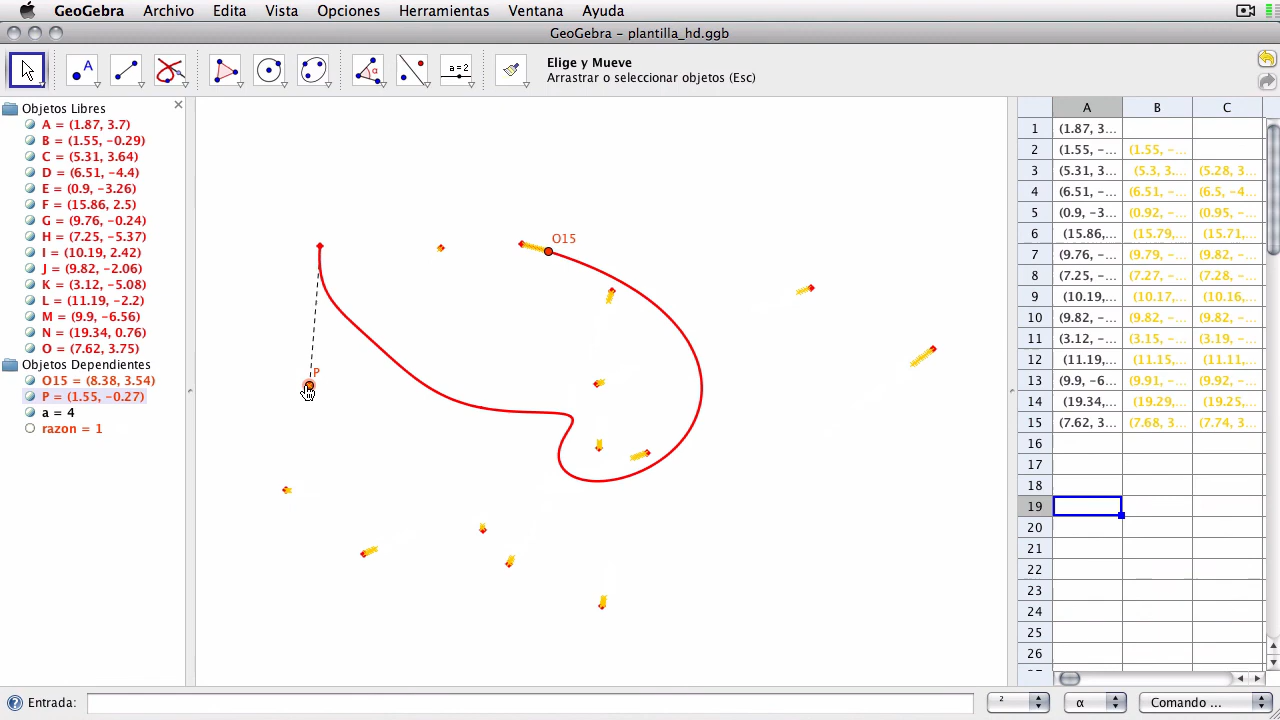 GeoGebra Archivo Edita Vista Opciones Herramientas Ventana Ayuda
GeoGebra – plantilla_hd.ggb
A
α
a=2
Elige y Mueve
Arrastrar o seleccionar objetos (Esc)
Objetos Libres
A = (1.87, 3.7)
B = (1.55, −0.29)
C = (5.31, 3.64)
D = (6.51, −4.4)
E = (0.9, −3.26)
F = (15.86, 2.5)
G = (9.76, −0.24)
H = (7.25, −5.37)
I = (10.19, 2.42)
J = (9.82, −2.06)
K = (3.12, −5.08)
L = (11.19, −2.2)
M = (9.9, −6.56)
N = (19.34, 0.76)
O = (7.62, 3.75)
Objetos Dependientes
O15 = (8.38, 3.54)
P = (1.55, −0.27)
a = 4
razon = 1
O15
P
A B C
1 (1.87, 3...
2 (1.55, −... (1.55, −...
3 (5.31, 3... (5.3, 3.... (5.28, 3...
4 (6.51, −... (6.51, −... (6.5, −4...
5 (0.9, −3... (0.92, −... (0.95, −...
6 (15.86,... (15.79,... (15.71,...
7 (9.76, −... (9.79, −... (9.82, −...
8 (7.25, −... (7.27, −... (7.28, −...
9 (10.19,... (10.17,... (10.16,...
10 (9.82, −... (9.82, −... (9.82, −...
11 (3.12, −... (3.15, −... (3.19, −...
12 (11.19,... (11.15,... (11.11,...
13 (9.9, −6... (9.91, −... (9.92, −...
14 (19.34,... (19.29,... (19.25,...
15 (7.62, 3... (7.68, 3... (7.74, 3...
16
17
18
19
20
21
22
23
24
25
26
Entrada: ² α Comando ...